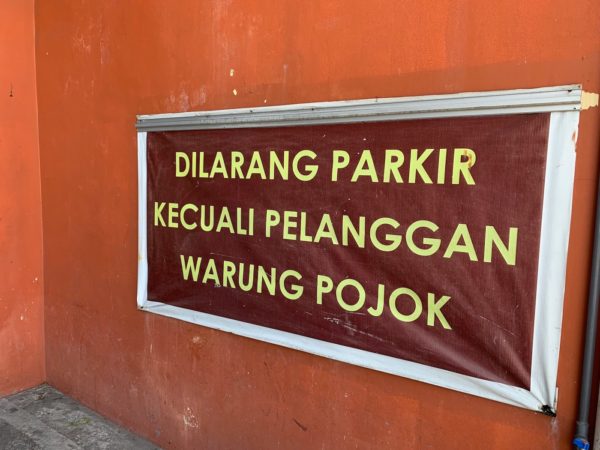 DILARANG PARKIR
KECUALI PELANGGAN
WARUNG POJOK